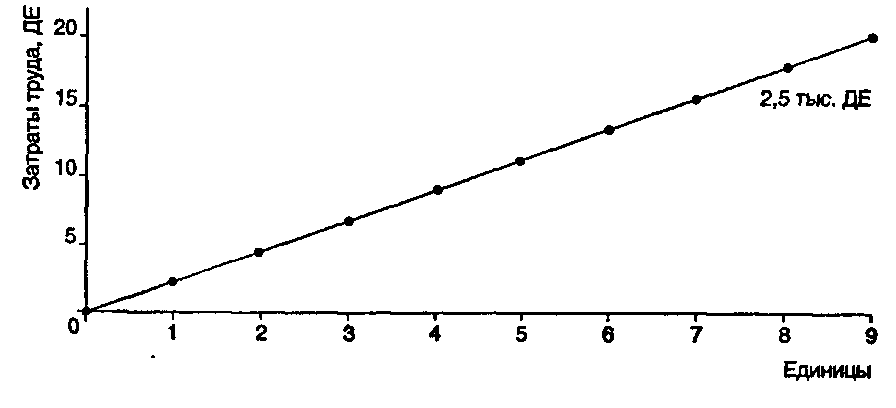 Затраты труда, ДЕ
20
15
10
5
0
1 2 3 4 5 6 7 8 9
2,5 тыс. ДЕ
Единицы